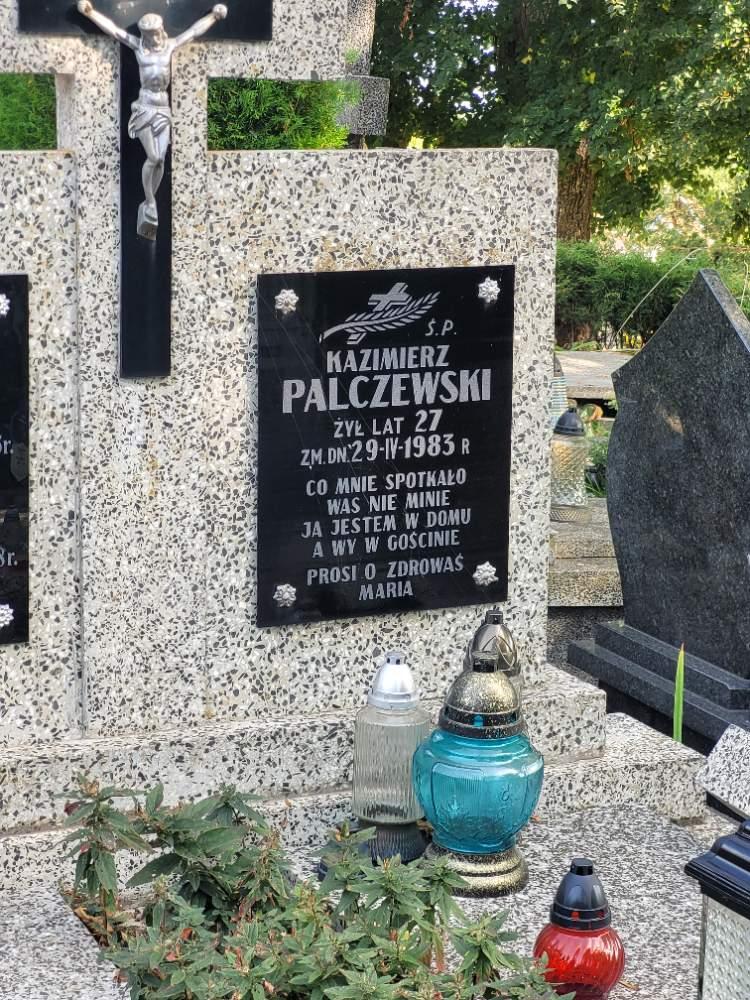 Ś.P.
KAZIMIERZ
PALCZEWSKI
ŻYŁ LAT 27
ZM. DN. 29-IV-1983 R
CO MNIE SPOTKAŁO
WAS NIE MINIE
JA JESTEM W DOMU
A WY W GOŚCINIE
PROSI O ZDROWAŚ
MARIA